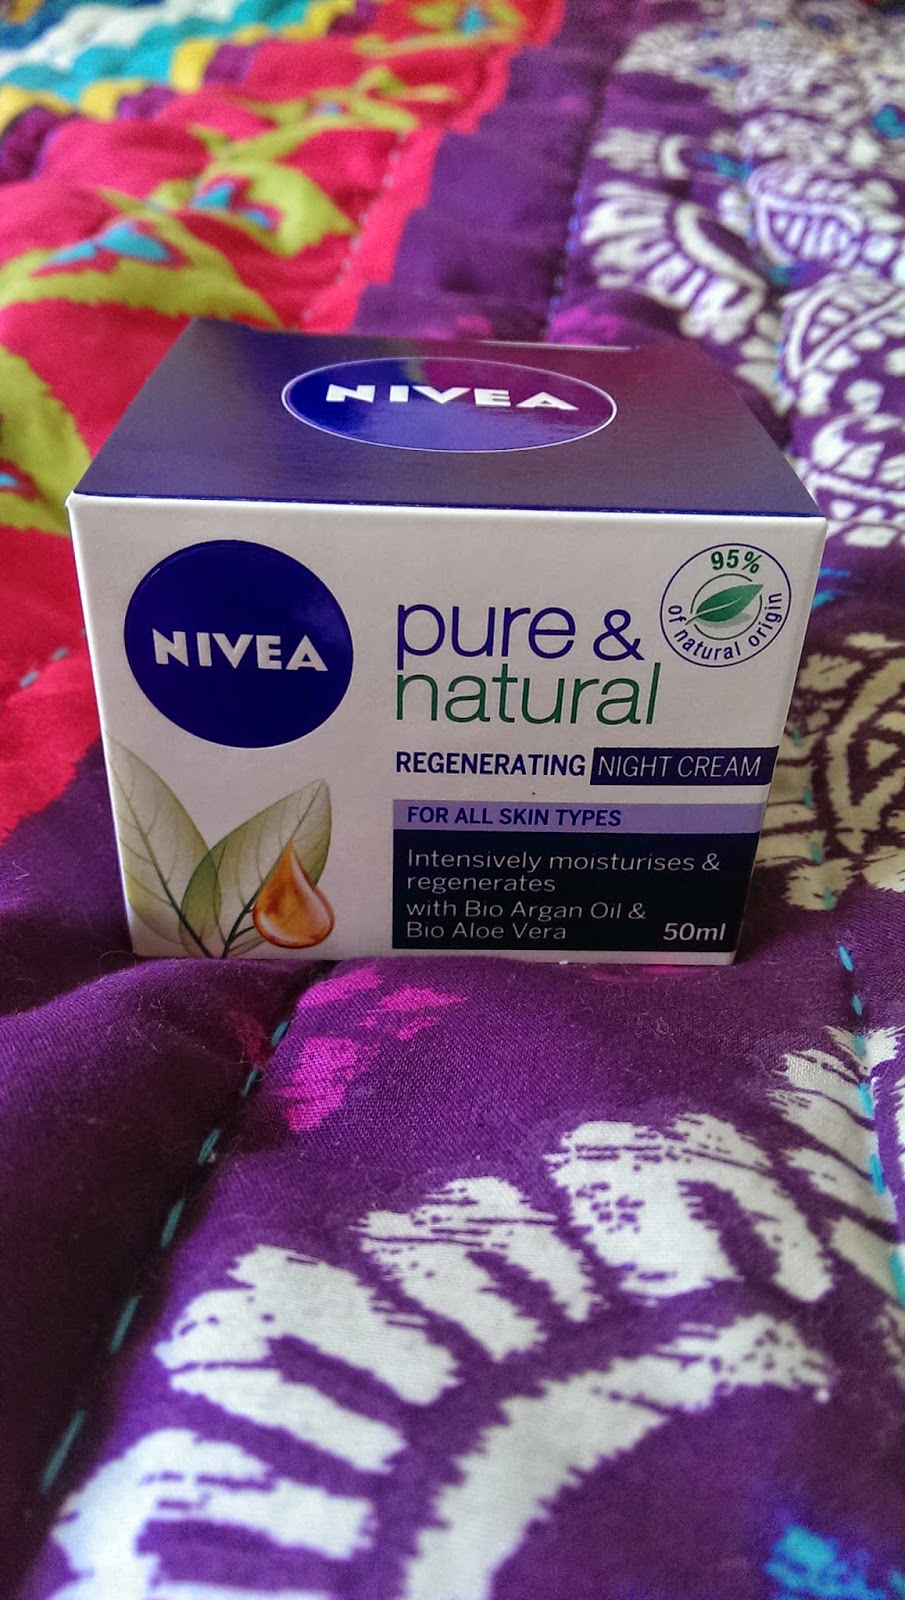 NIVEA
NIVEA
pure &
natural
95%
of natural origin
REGENERATING NIGHT CREAM
FOR ALL SKIN TYPES
Intensively moisturises &
regenerates
with Bio Argan Oil &
Bio Aloe Vera
50ml